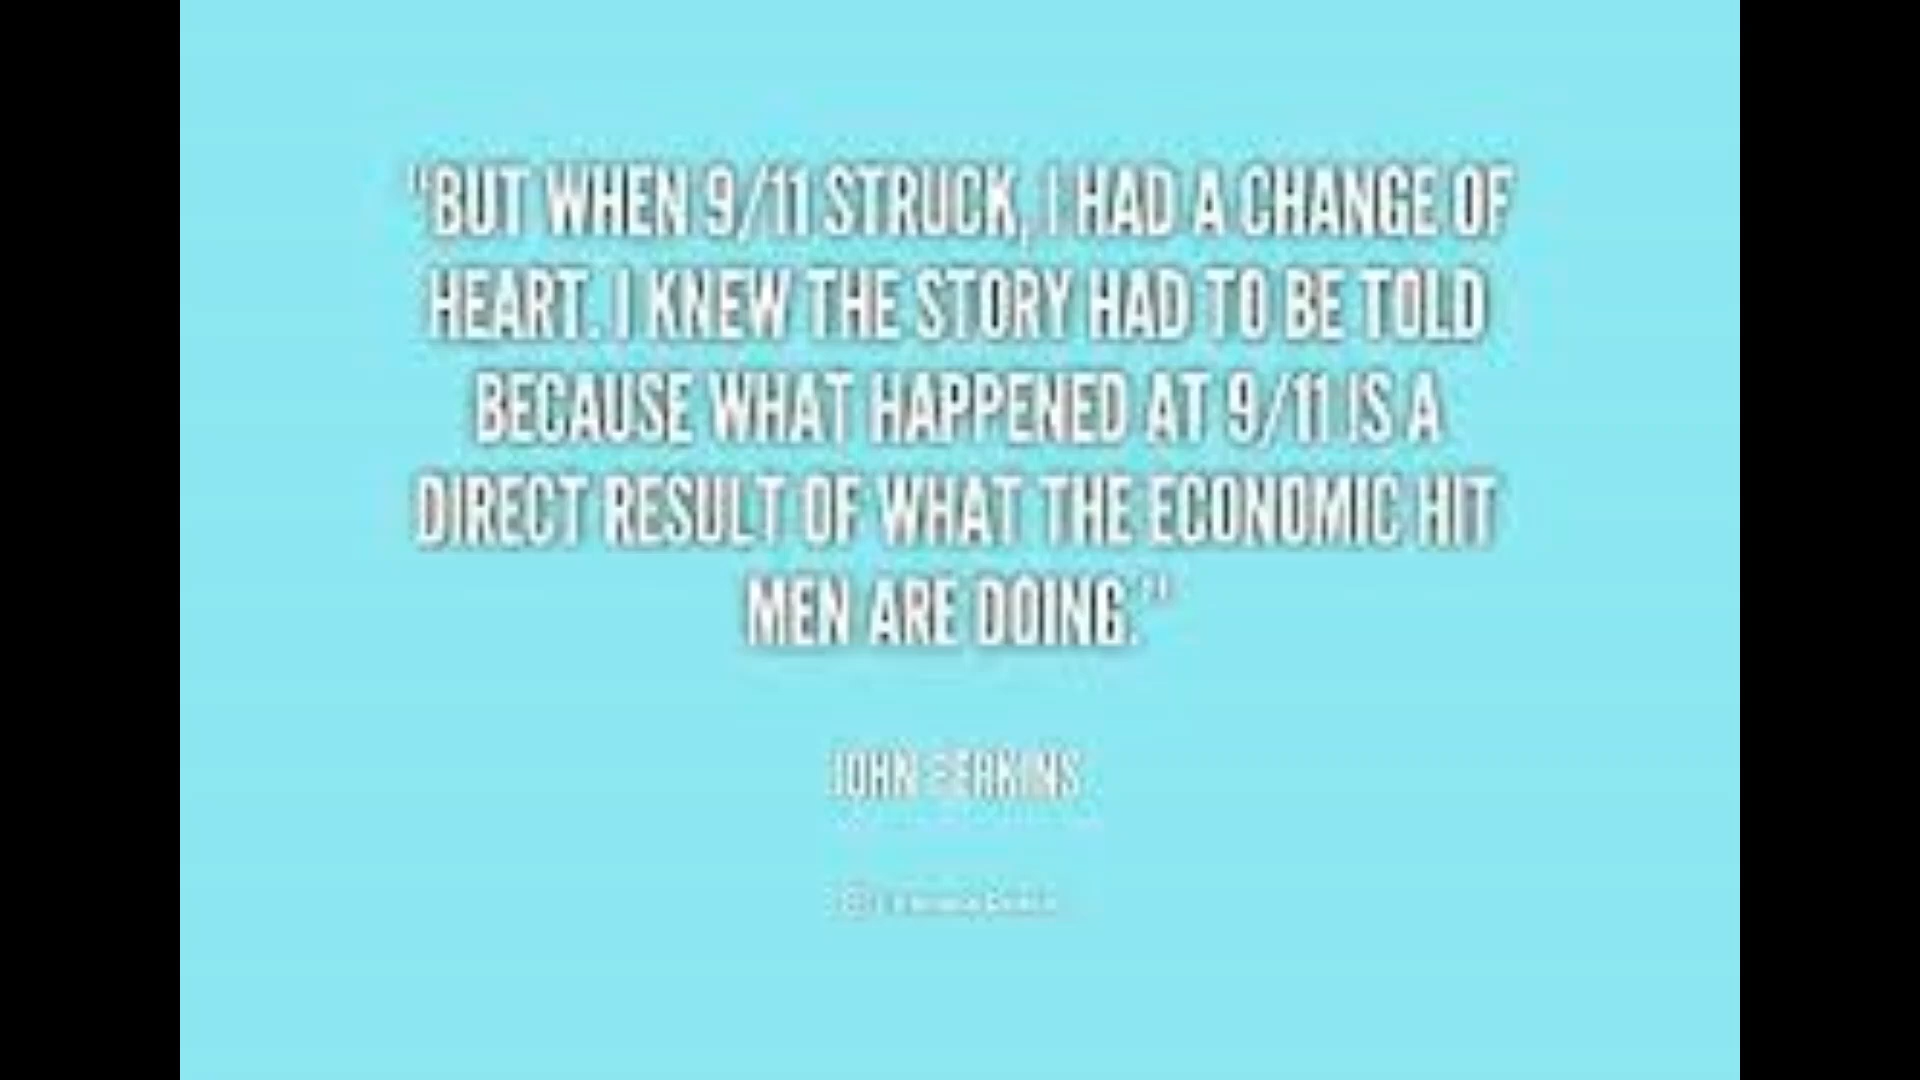 "BUT WHEN 9/11 STRUCK, I HAD A CHANGE OF
HEART. I KNEW THE STORY HAD TO BE TOLD
BECAUSE WHAT HAPPENED AT 9/11 IS A
DIRECT RESULT OF WHAT THE ECONOMIC HIT
MEN ARE DOING."
JOHN PERKINS